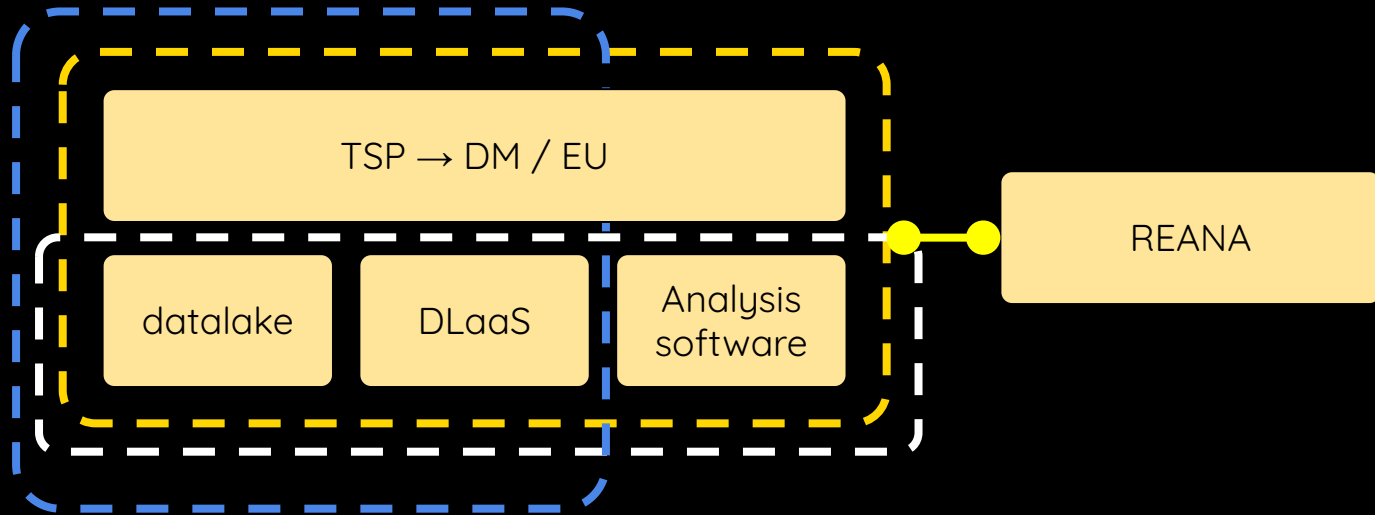 TSP → DM / EU
REANA
datalake
DLaaS
Analysis
software